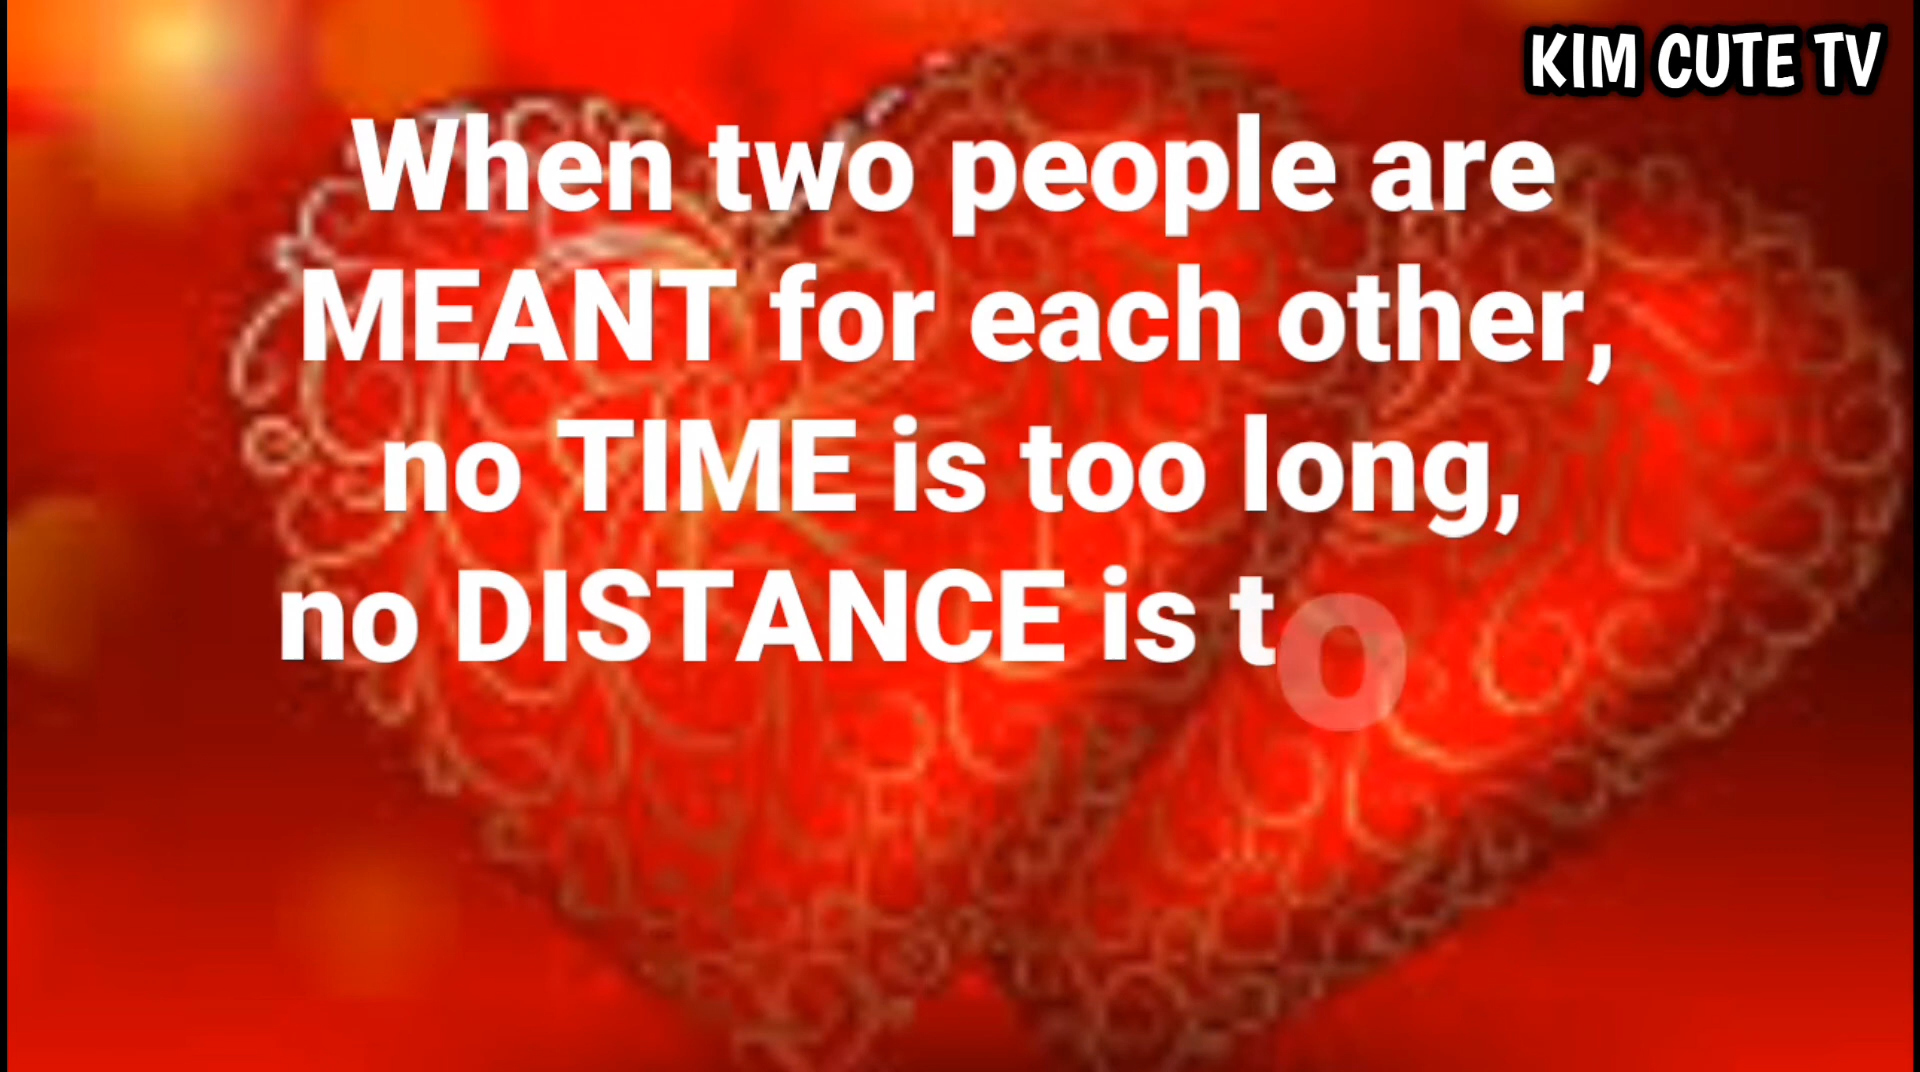 KIM CUTE TV
When two people are
MEANT for each other,
no TIME is too long,
no DISTANCE is to